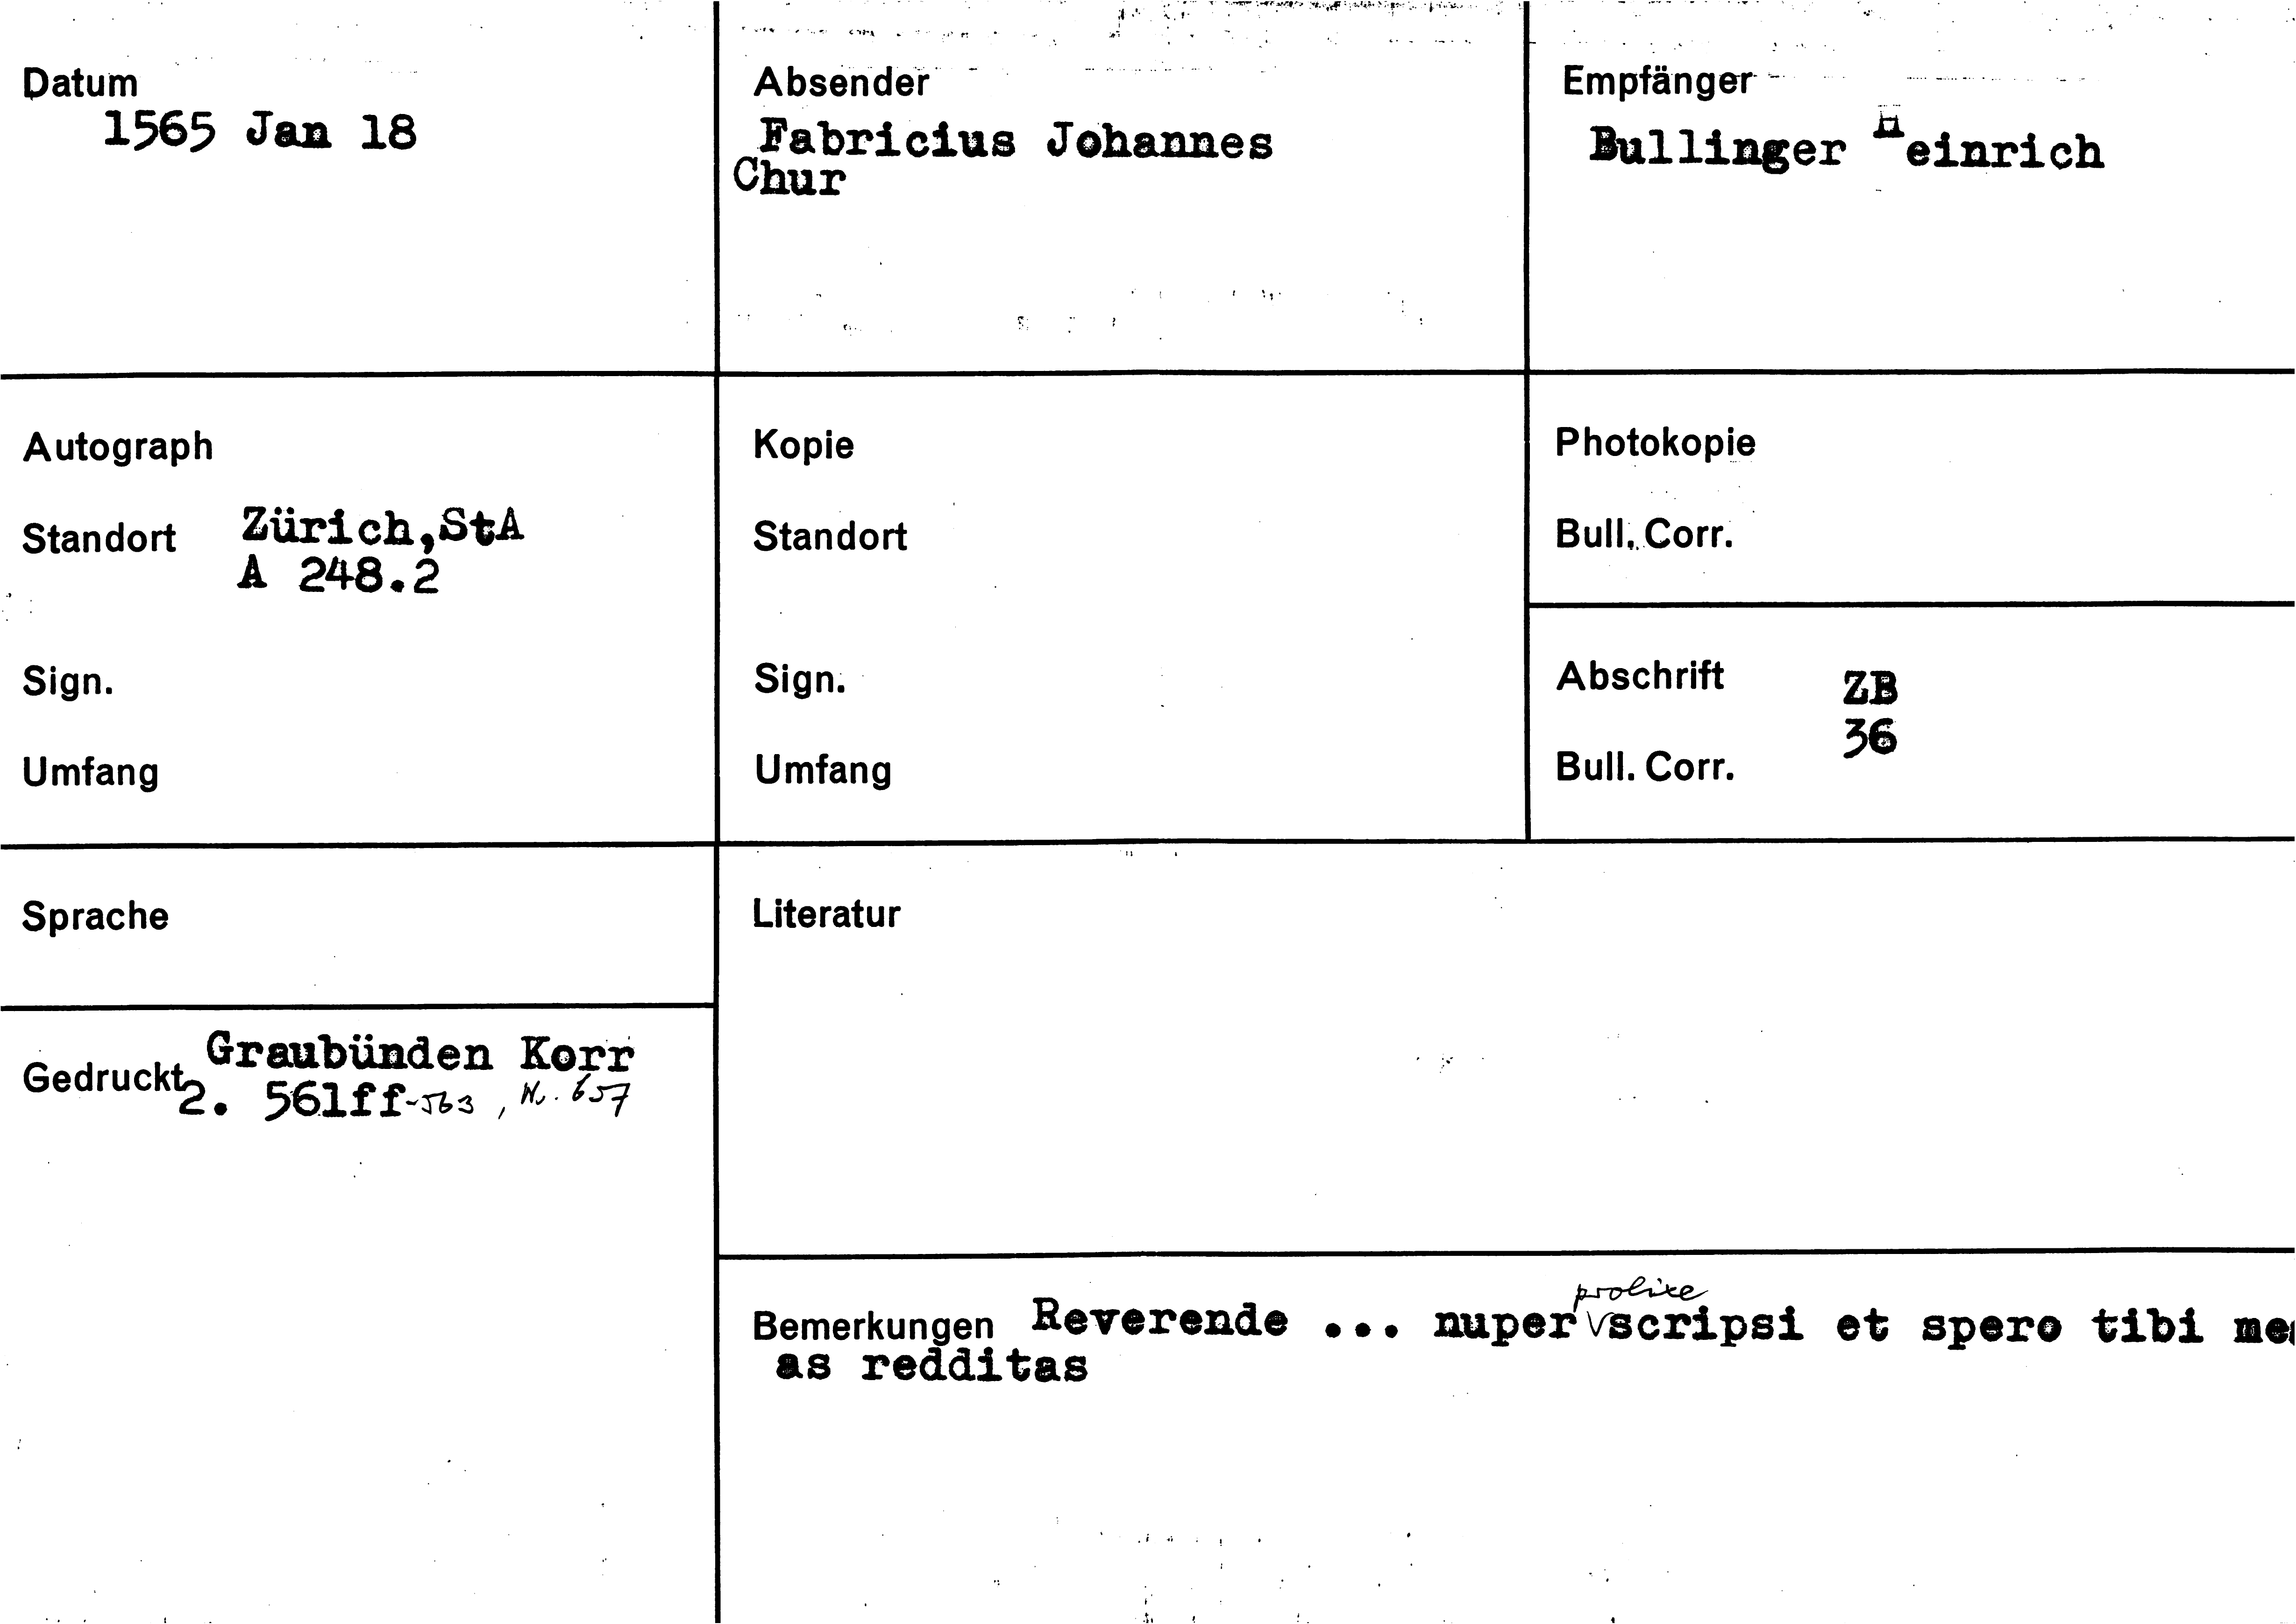 Datum
1565 Jan 18
Absender
Fabricius Johannes
Chur
Empfänger
Bullinger Heinrich
Autograph
Standort Zürich,StA
A 248.2
Sign.
Umfang
Kopie
Standort
Sign.
Umfang
Photokopie
Bull. Corr.
Abschrift ZB
36
Bull. Corr.
Sprache
Gedruckt Graubünden Korr
2. 561ff-563, Nr. 657
Literatur
Bemerkungen Reverende ... nuper prolixe scripsi et spero tibi me
as redditas